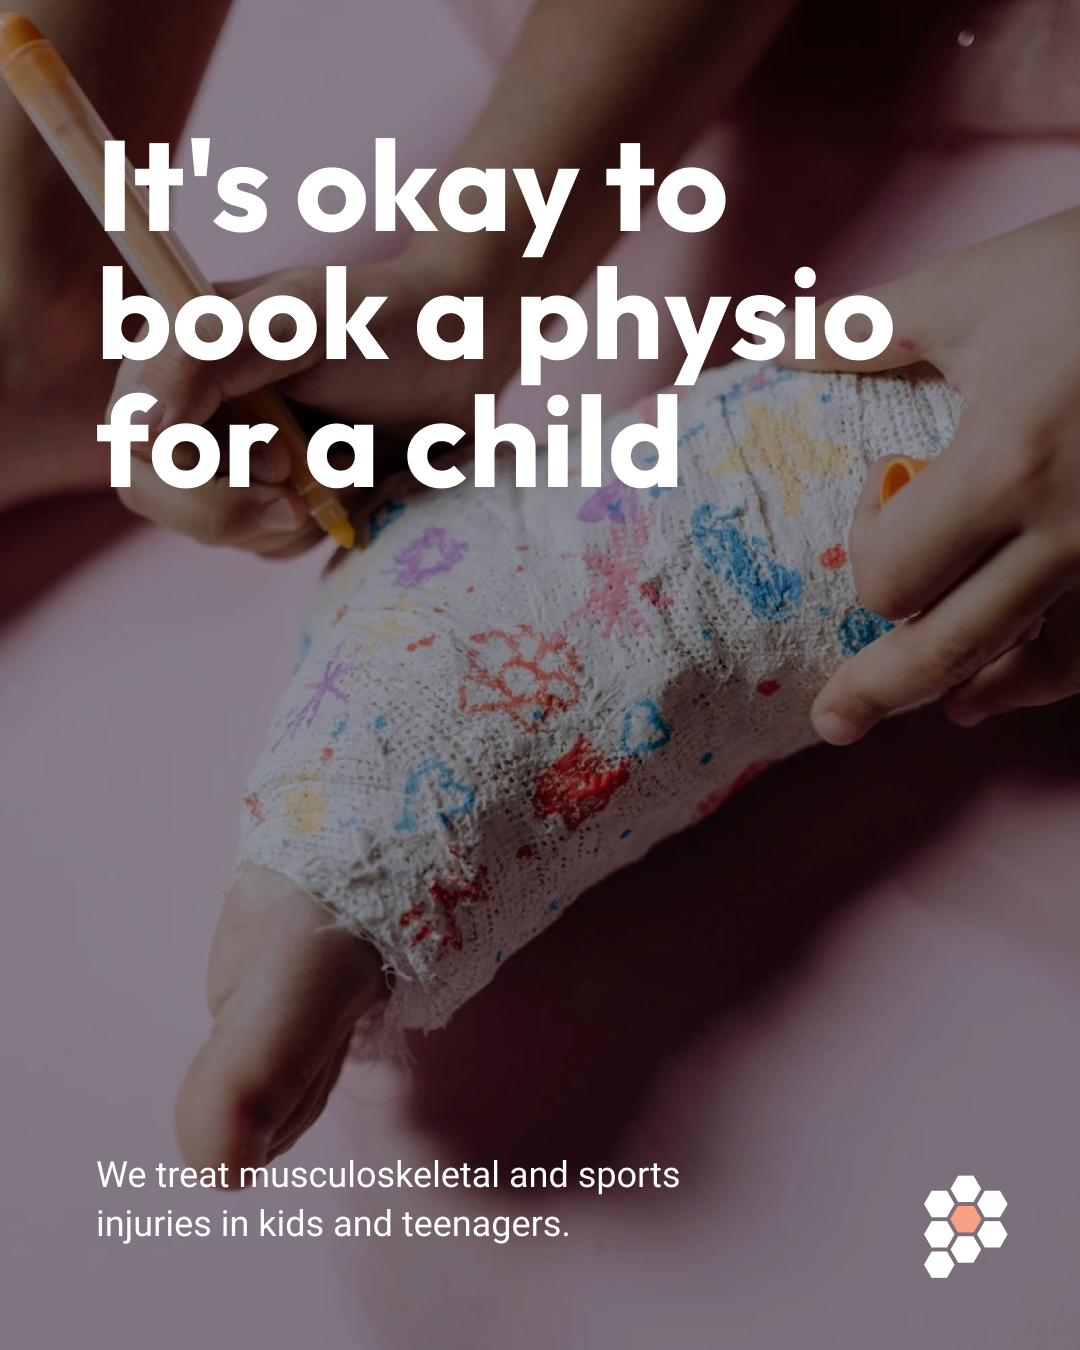 It's okay to
book a physio
for a child
We treat musculoskeletal and sports
injuries in kids and teenagers.